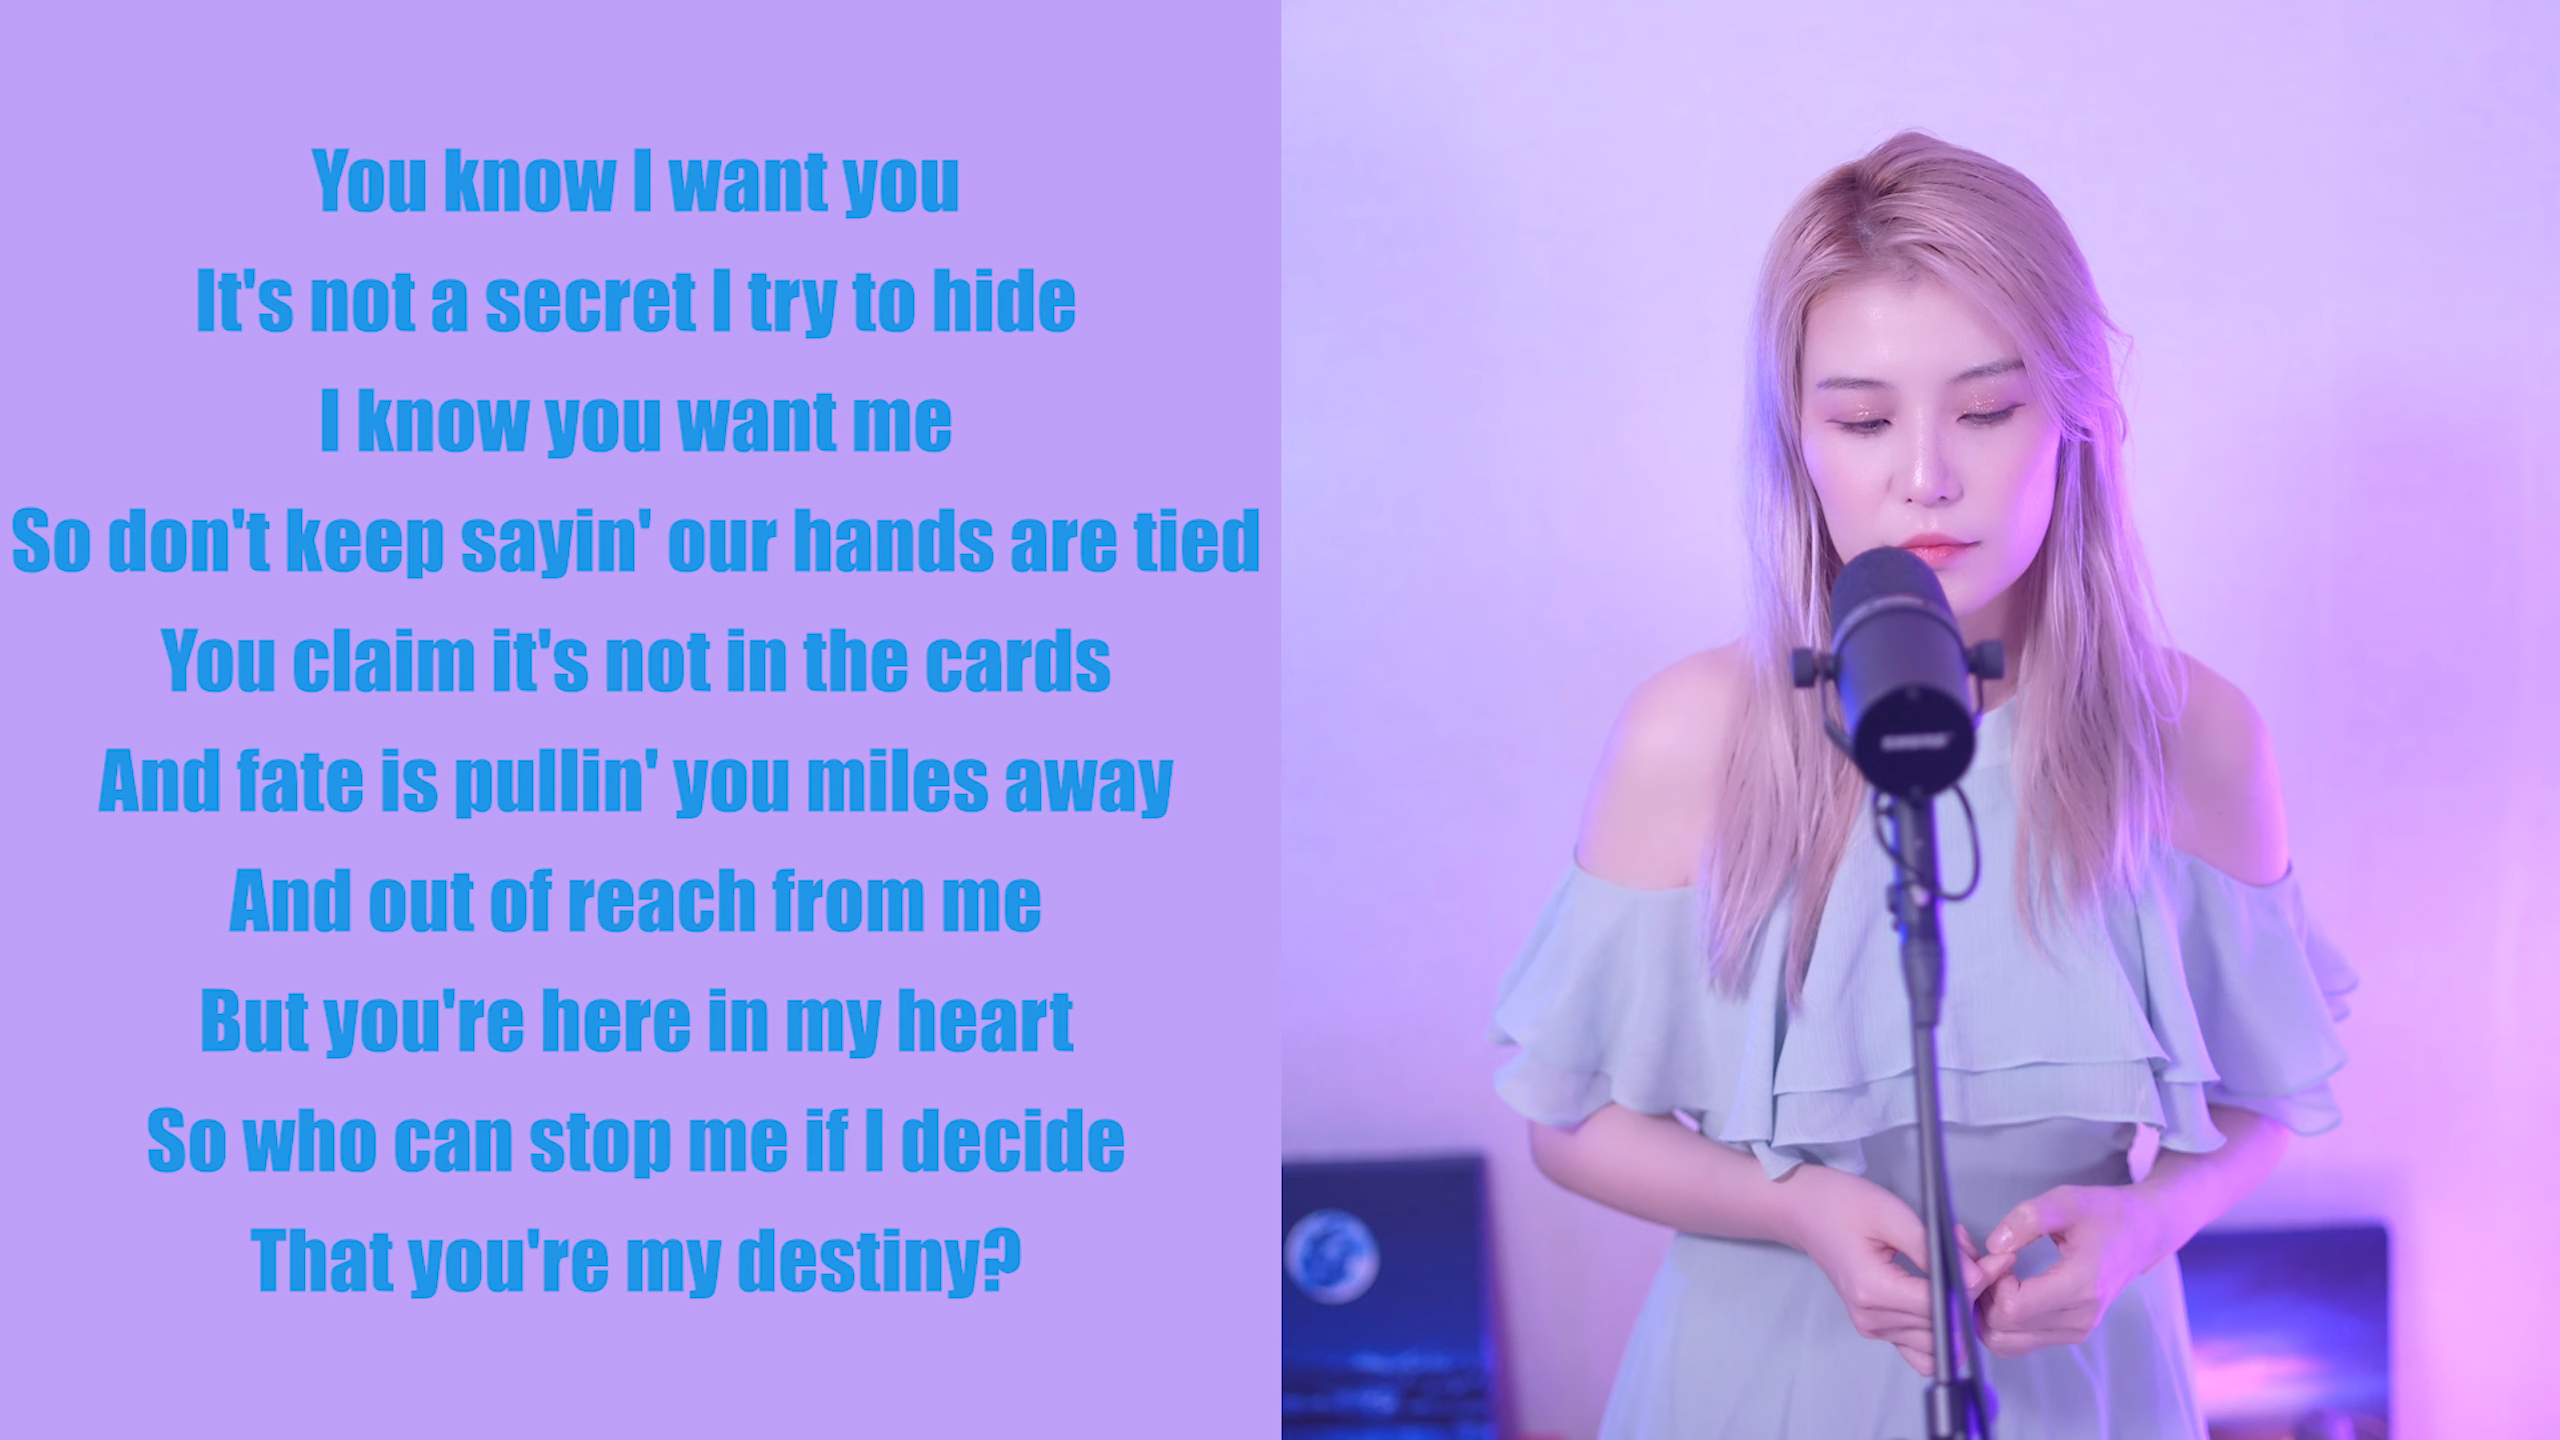 You know I want you
It's not a secret I try to hide
I know you want me
So don't keep sayin' our hands are tied
You claim it's not in the cards
And fate is pullin' you miles away
And out of reach from me
But you're here in my heart
So who can stop me if I decide
That you're my destiny?